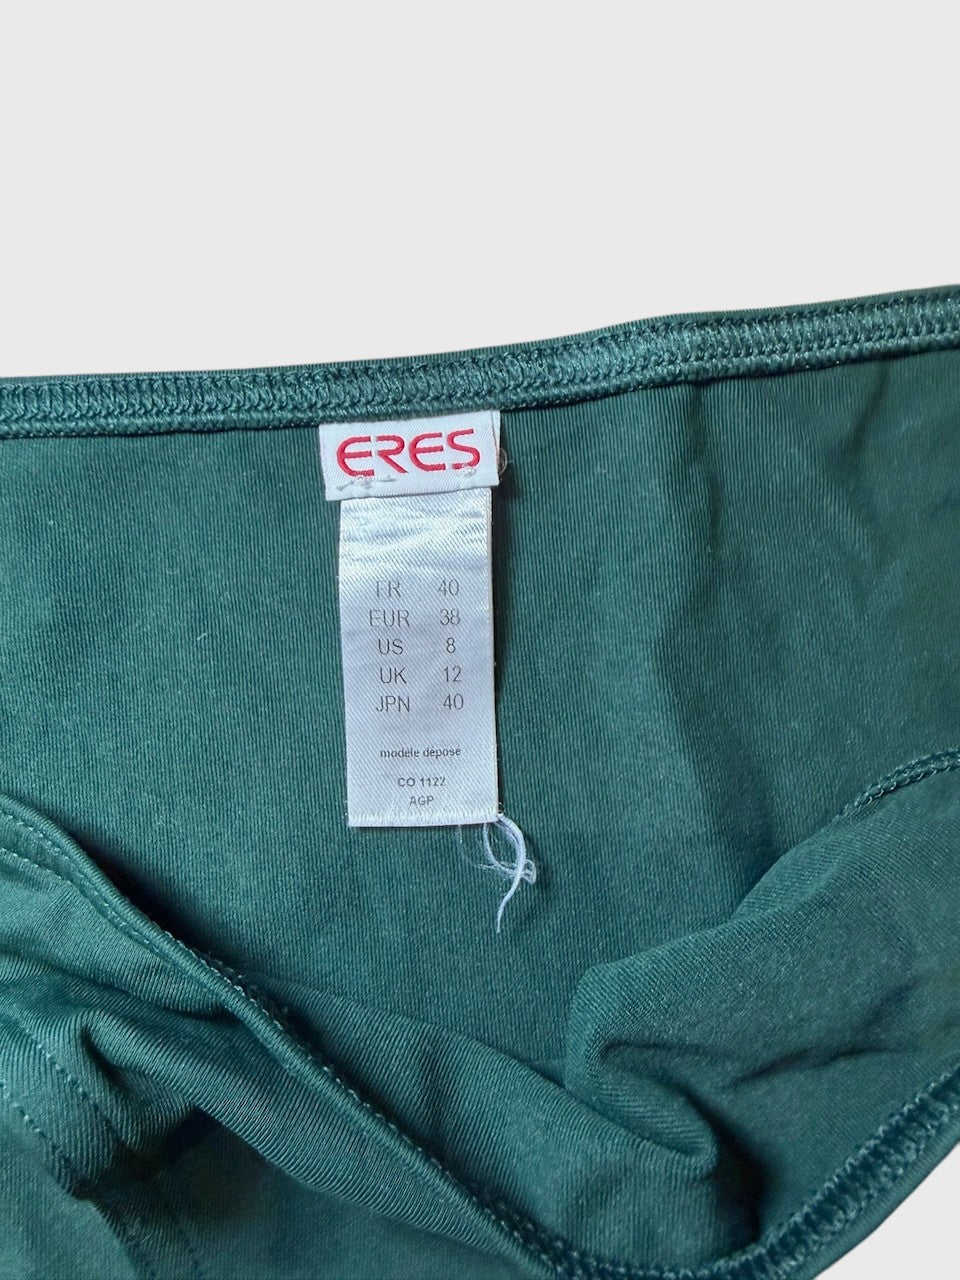 ERES
FR 40
EUR 38
US 8
UK 12
JPN 40
modèle déposé
CO 1122
AGP